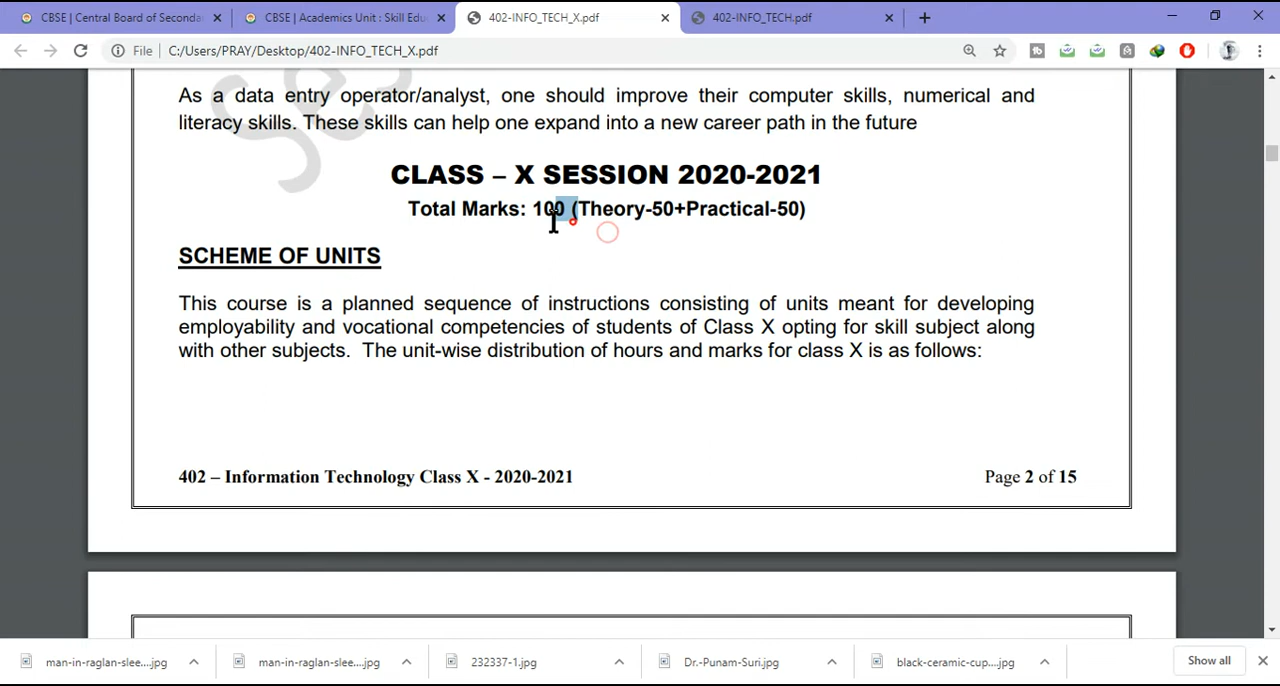 CBSE | Central Board of Seconda
CBSE | Academics Unit : Skill Edu
402-INFO_TECH_X.pdf
402-INFO_TECH.pdf
File | C:/Users/PRAY/Desktop/402-INFO_TECH_X.pdf
As a data entry operator/analyst, one should improve their computer skills, numerical and
literacy skills. These skills can help one expand into a new career path in the future
CLASS – X SESSION 2020-2021
Total Marks: 100 (Theory-50+Practical-50)
SCHEME OF UNITS
This course is a planned sequence of instructions consisting of units meant for developing
employability and vocational competencies of students of Class X opting for skill subject along
with other subjects. The unit-wise distribution of hours and marks for class X is as follows:
402 – Information Technology Class X - 2020-2021
Page 2 of 15
man-in-raglan-slee....jpg
man-in-raglan-slee....jpg
232337-1.jpg
Dr.-Punam-Suri.jpg
black-ceramic-cup....jpg
Show all